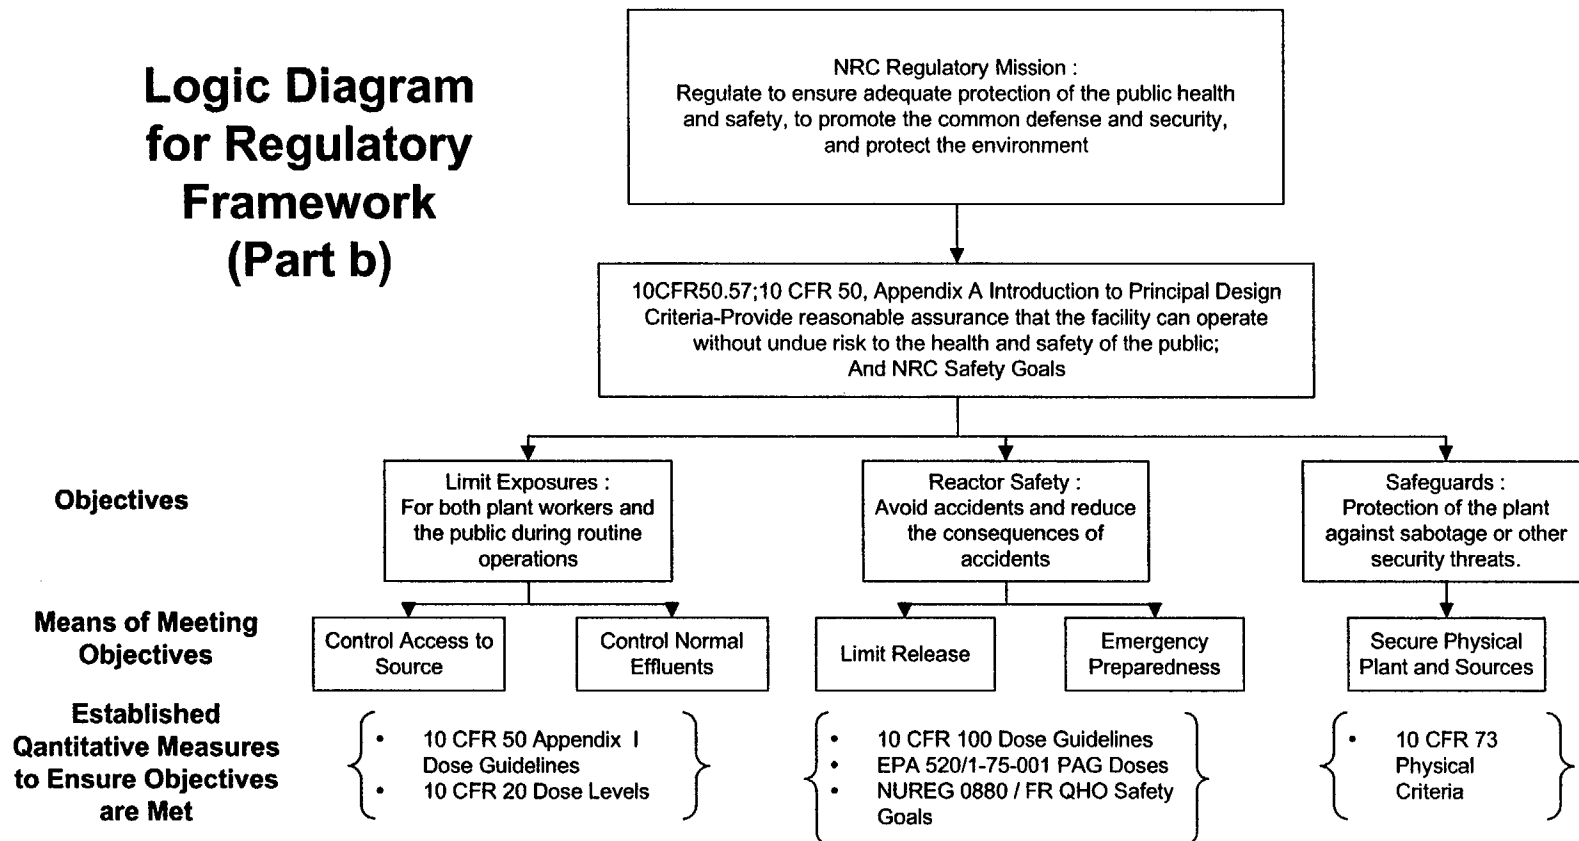 Logic Diagram
for Regulatory
Framework
(Part b)
NRC Regulatory Mission :
Regulate to ensure adequate protection of the public health
and safety, to promote the common defense and security,
and protect the environment
10CFR50.57;10 CFR 50, Appendix A Introduction to Principal Design
Criteria-Provide reasonable assurance that the facility can operate
without undue risk to the health and safety of the public;
And NRC Safety Goals
Objectives
Limit Exposures :
For both plant workers and
the public during routine
operations
Reactor Safety :
Avoid accidents and reduce
the consequences of
accidents
Safeguards :
Protection of the plant
against sabotage or other
security threats.
Means of Meeting
Objectives
Control Access to
Source
Control Normal
Effluents
Limit Release
Emergency
Preparedness
Secure Physical
Plant and Sources
Established
Qantitative Measures
to Ensure Objectives
are Met
• 10 CFR 50 Appendix I
Dose Guidelines
• 10 CFR 20 Dose Levels
• 10 CFR 100 Dose Guidelines
• EPA 520/1-75-001 PAG Doses
• NUREG 0880 / FR QHO Safety
Goals
• 10 CFR 73
Physical
Criteria